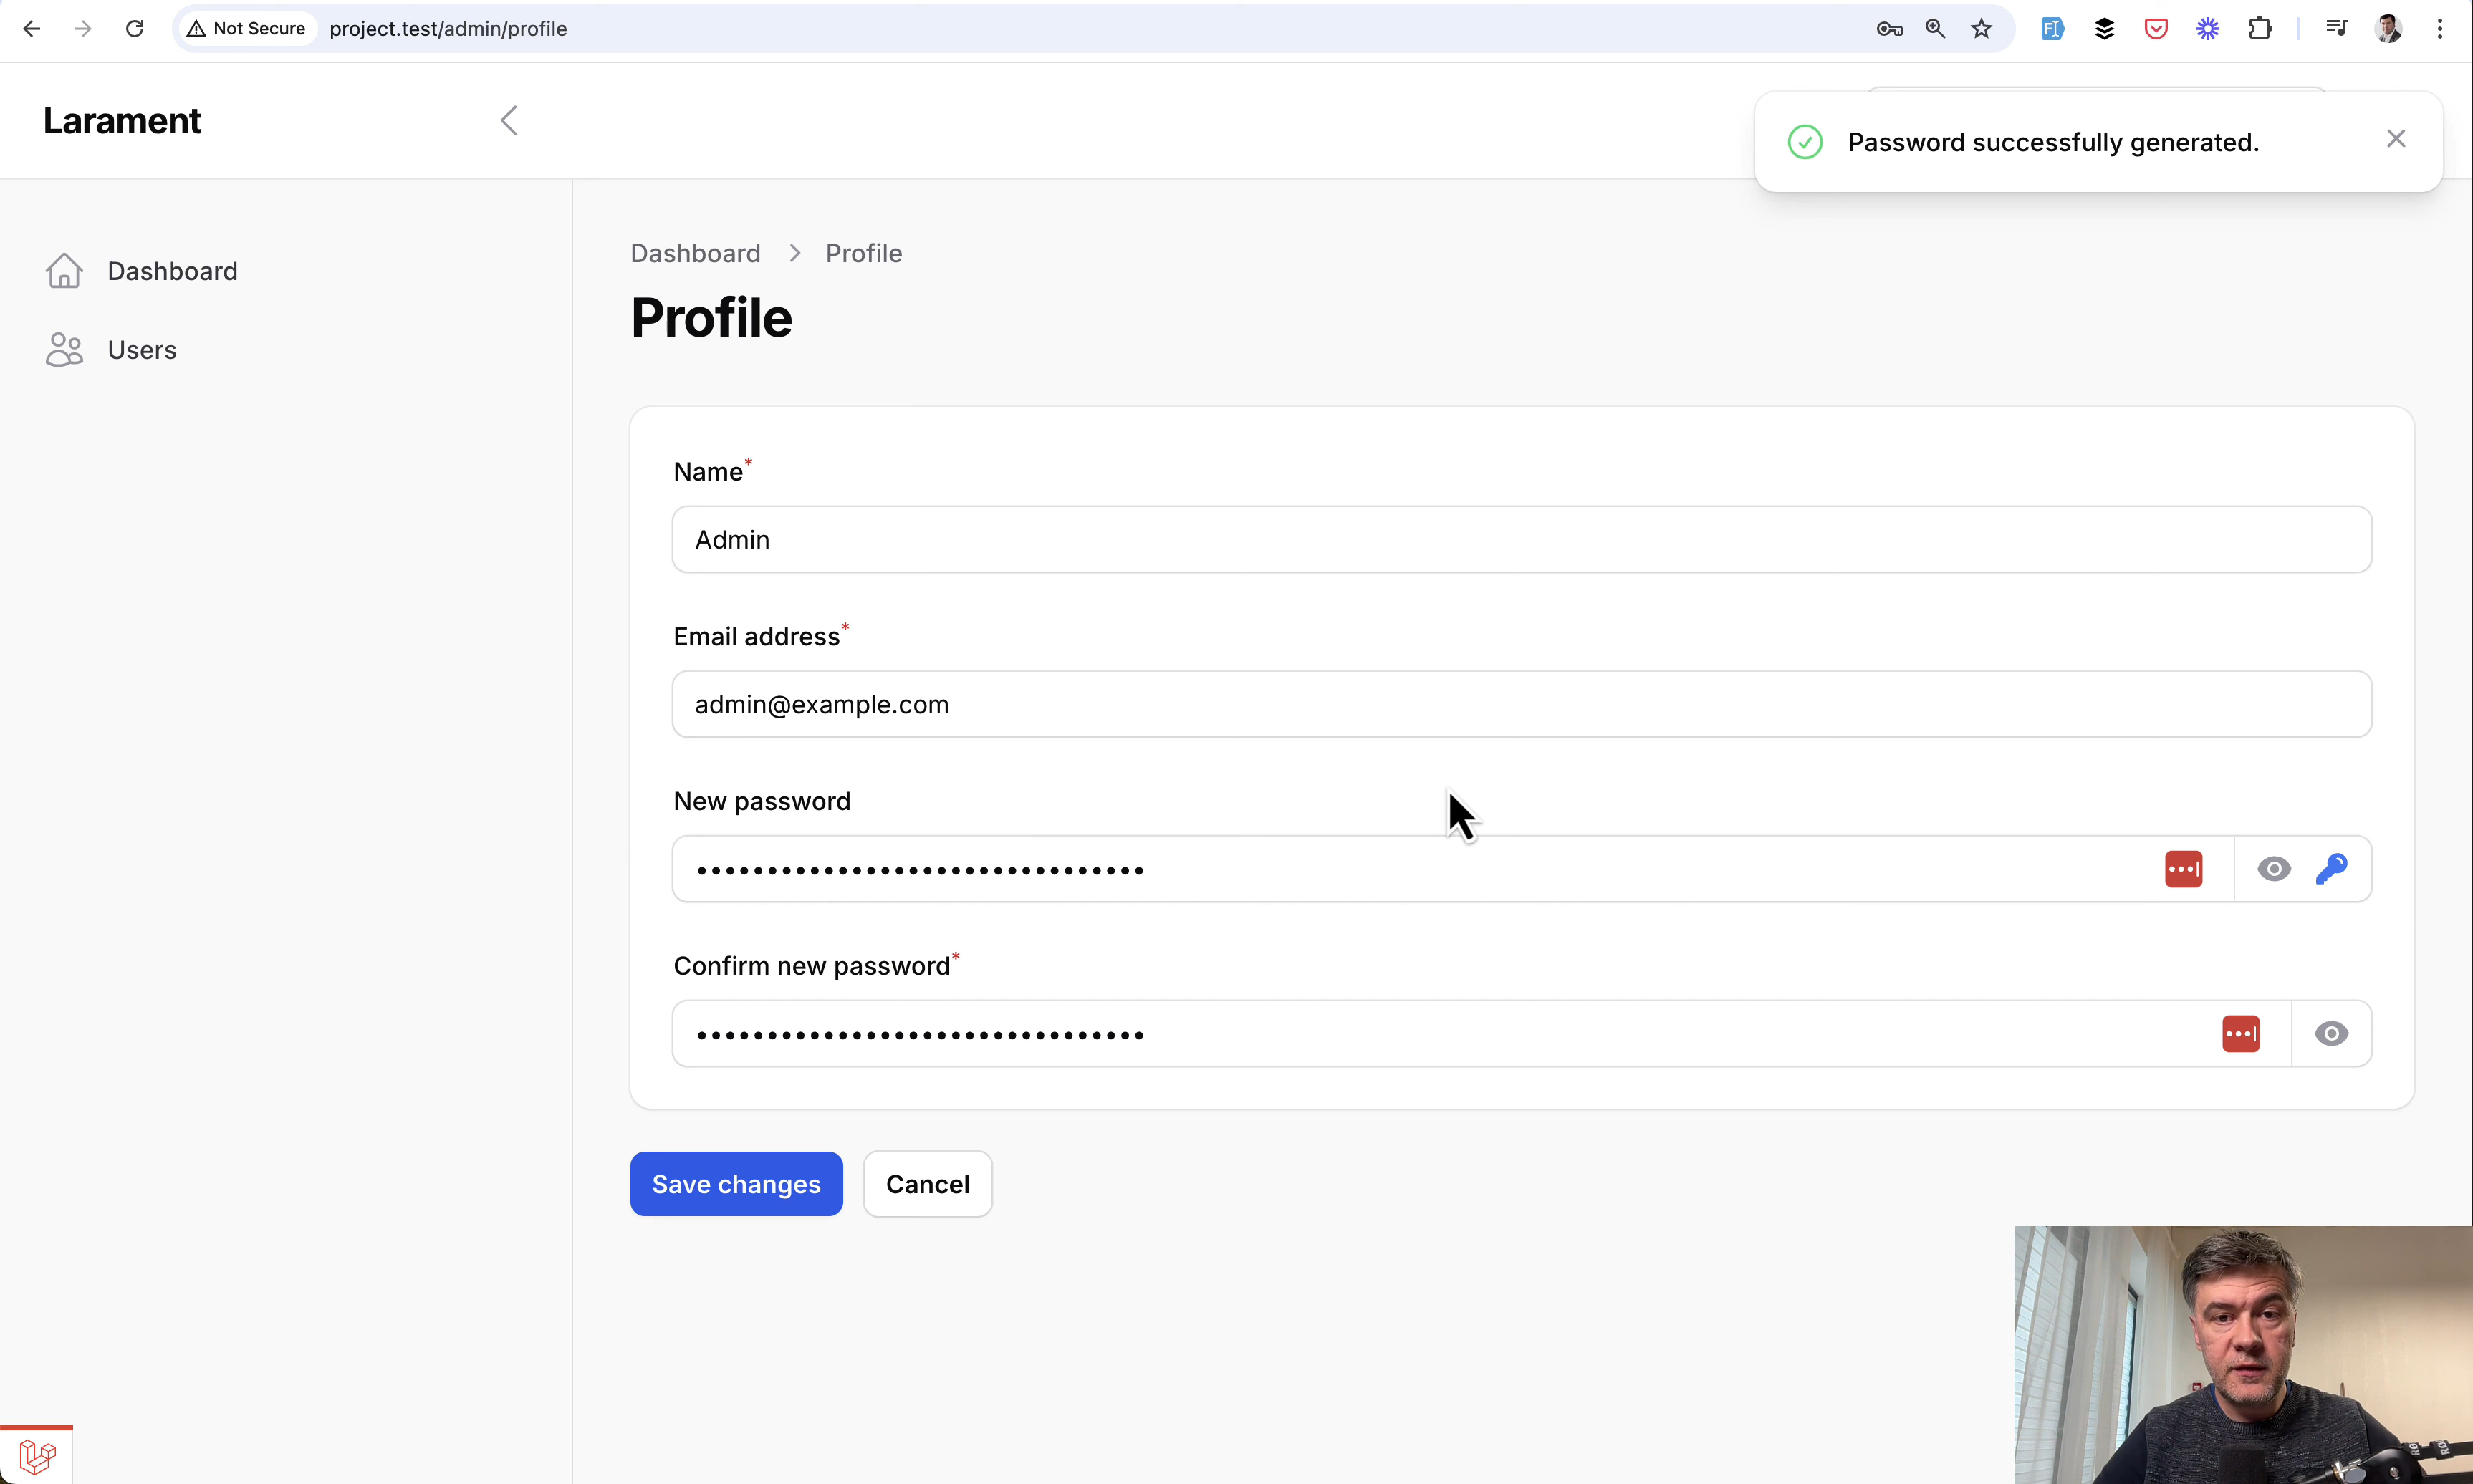 Not Secure
project.test/admin/profile
Larament
Password successfully generated.
Dashboard
Users
Dashboard
Profile
Profile
Name*
Admin
Email address*
admin@example.com
New password
Confirm new password*
Save changes
Cancel